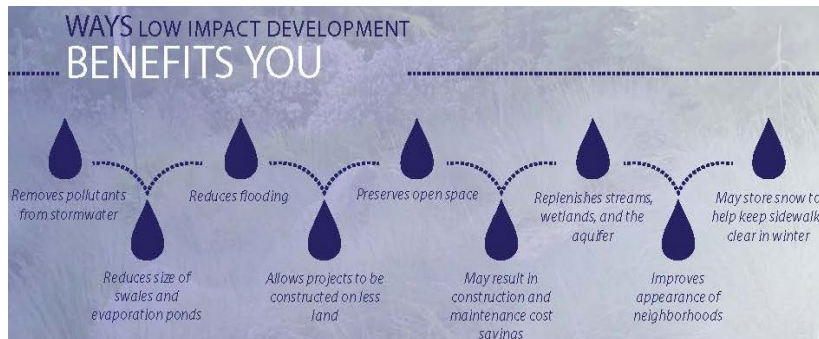 WAYS LOW IMPACT DEVELOPMENT
BENEFITS YOU
Removes pollutants
from stormwater
Reduces size of
swales and
evaporation ponds
Reduces flooding
Allows projects to be
constructed on less
land
Preserves open space
May result in
construction and
maintenance cost
savings
Replenishes streams,
wetlands, and the
aquifer
Improves
appearance of
neighborhoods
May store snow to
help keep sidewalk
clear in winter